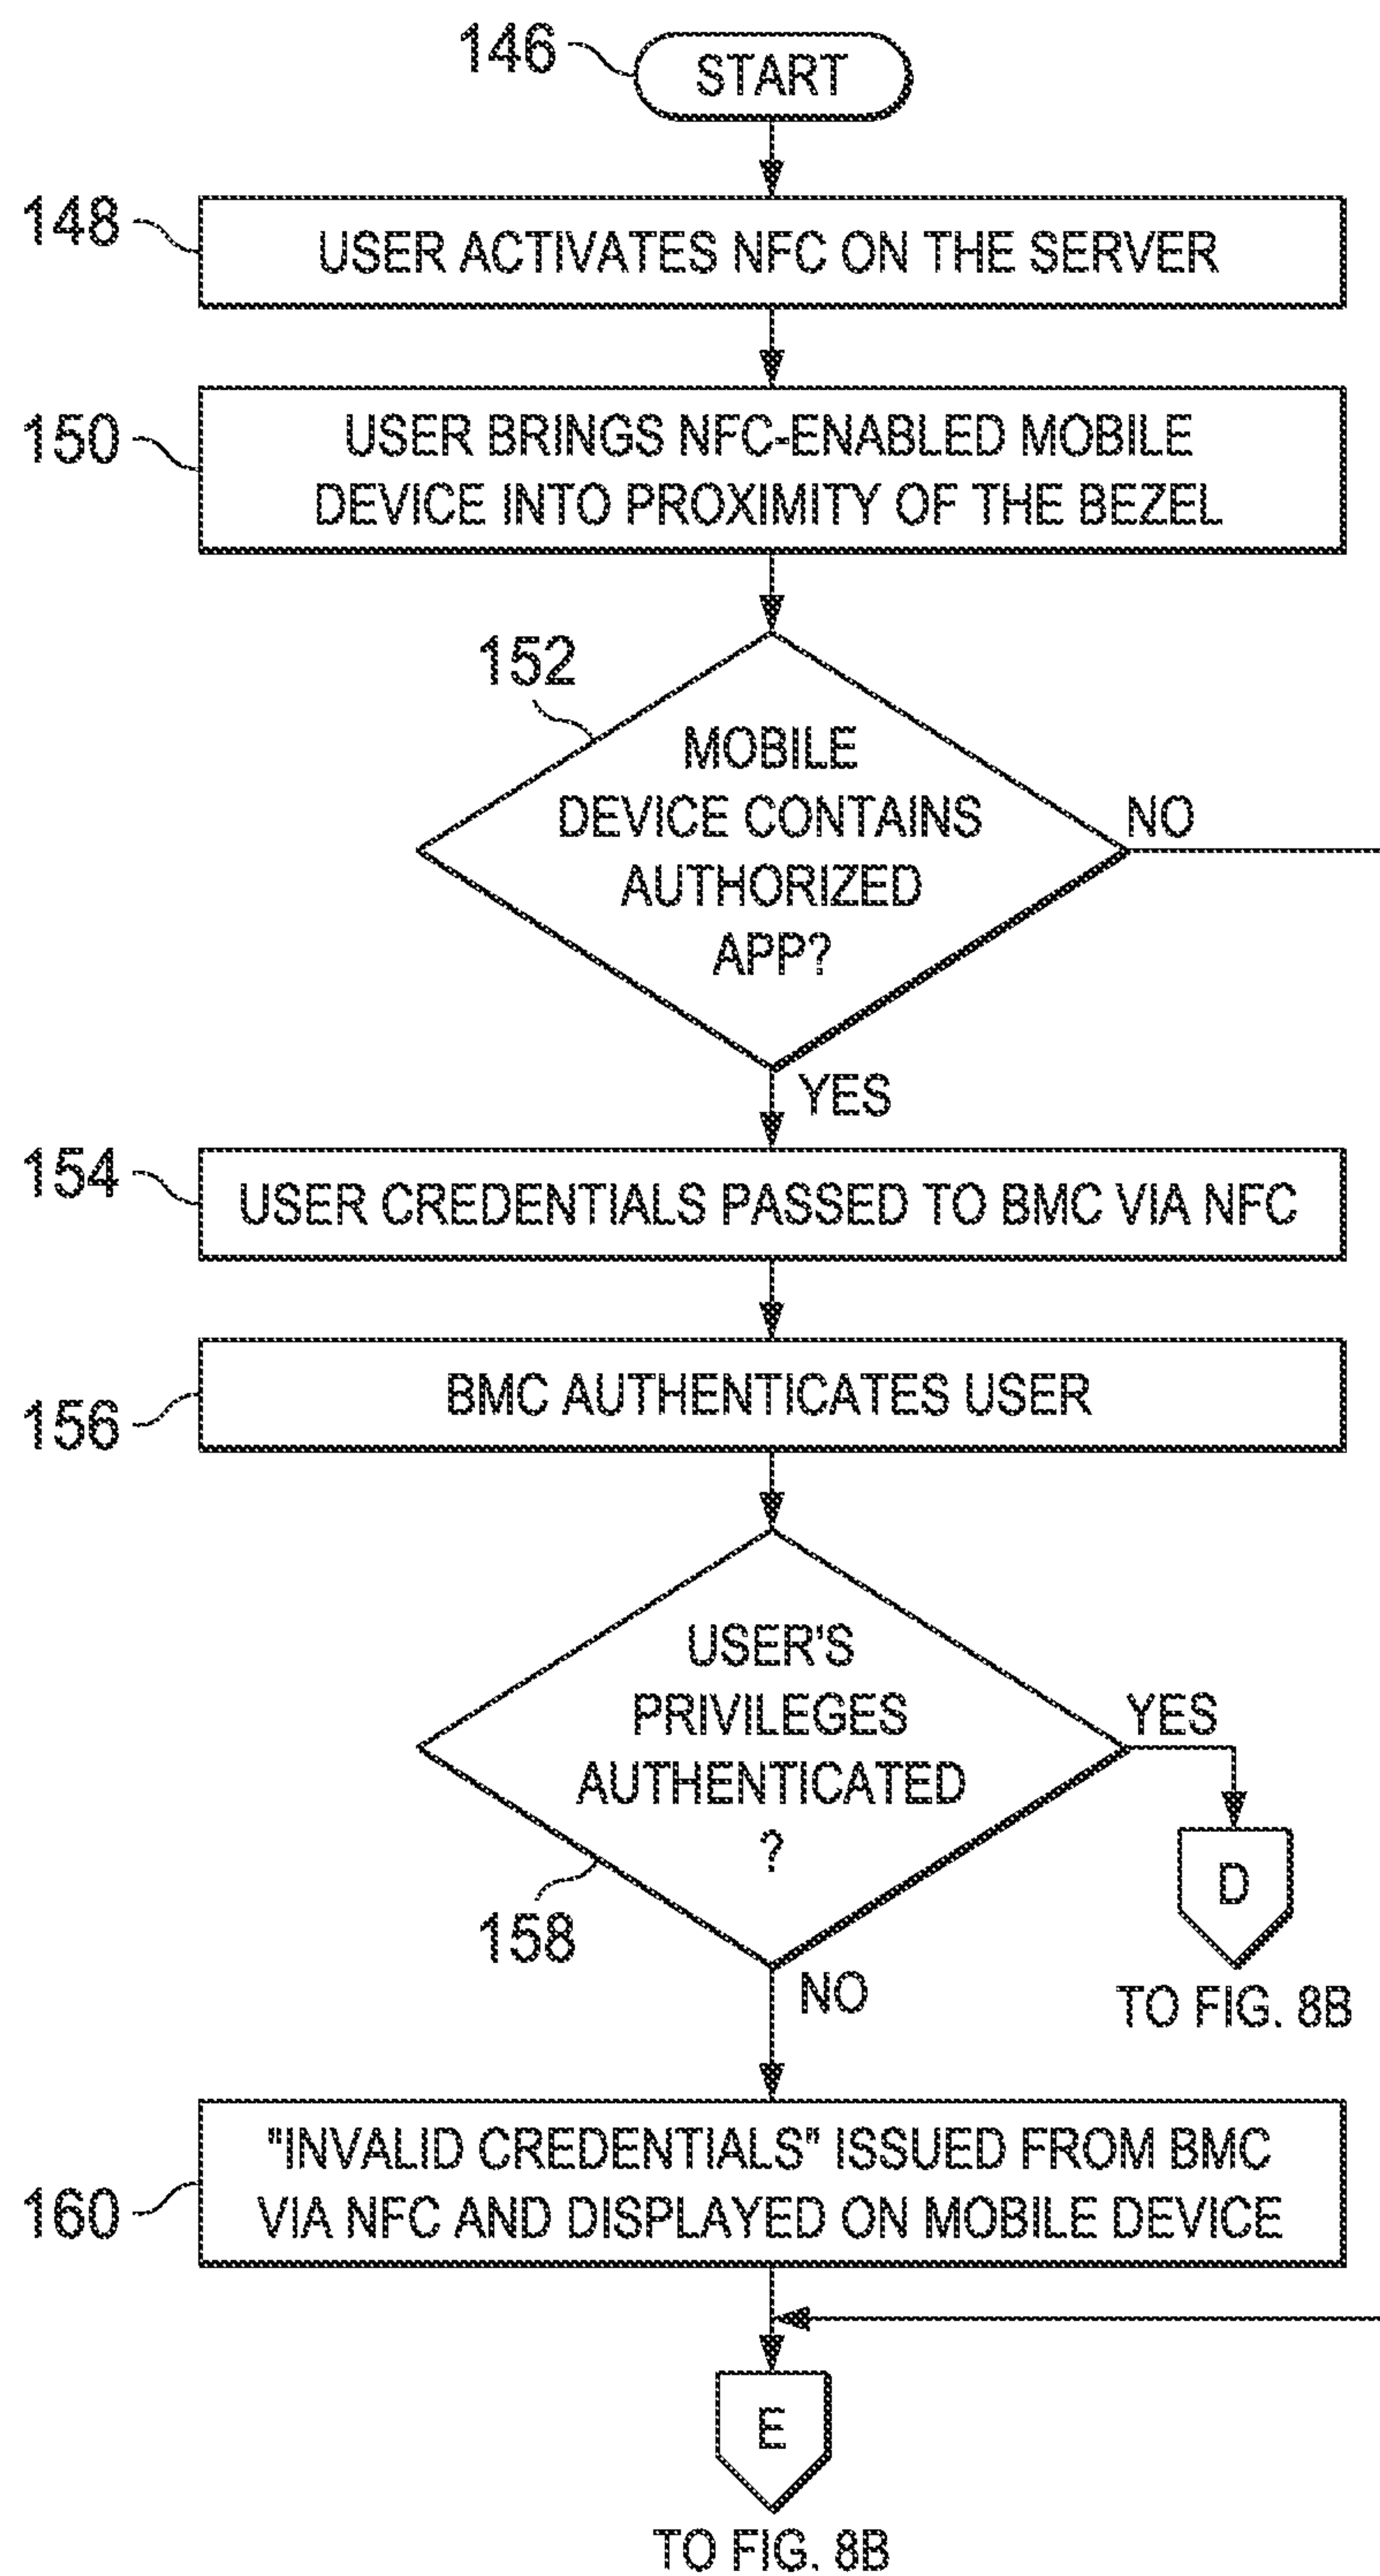 146
START
148
USER ACTIVATES NFC ON THE SERVER
150
USER BRINGS NFC-ENABLED MOBILE
DEVICE INTO PROXIMITY OF THE BEZEL
152
MOBILE
DEVICE CONTAINS
AUTHORIZED
APP?
NO
YES
154
USER CREDENTIALS PASSED TO BMC VIA NFC
156
BMC AUTHENTICATES USER
USER'S
PRIVILEGES
AUTHENTICATED
?
YES
158
NO
D
TO FIG. 8B
160
"INVALID CREDENTIALS" ISSUED FROM BMC
VIA NFC AND DISPLAYED ON MOBILE DEVICE
E
TO FIG. 8B